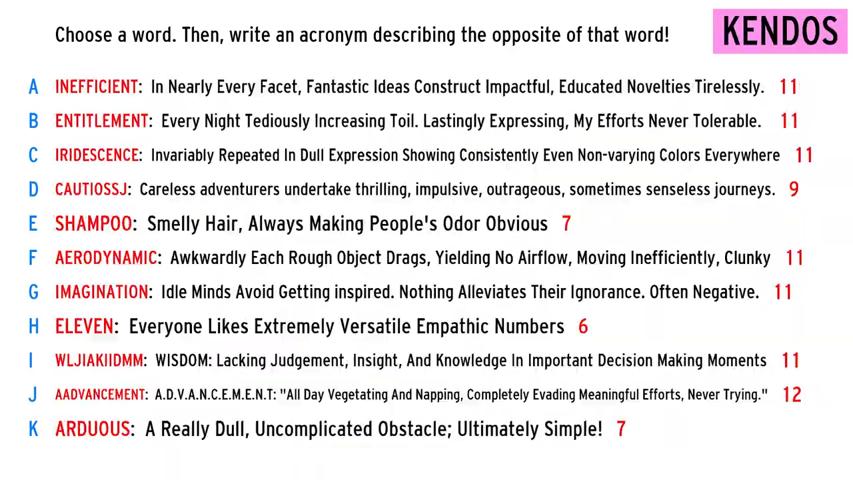 Choose a word. Then, write an acronym describing the opposite of that word!
KENDOS
A INEFFICIENT: In Nearly Every Facet, Fantastic Ideas Construct Impactful, Educated Novelties Tirelessly. 11
B ENTITLEMENT: Every Night Tediously Increasing Toil. Lastingly Expressing, My Efforts Never Tolerable. 11
C IRIDESCENCE: Invariably Repeated In Dull Expression Showing Consistently Even Non-varying Colors Everywhere 11
D CAUTIOSSJ: Careless adventurers undertake thrilling, impulsive, outrageous, sometimes senseless journeys. 9
E SHAMPOO: Smelly Hair, Always Making People's Odor Obvious 7
F AERODYNAMIC: Awkwardly Each Rough Object Drags, Yielding No Airflow, Moving Inefficiently, Clunky 11
G IMAGINATION: Idle Minds Avoid Getting inspired. Nothing Alleviates Their Ignorance. Often Negative. 11
H ELEVEN: Everyone Likes Extremely Versatile Empathic Numbers 6
I WLJIAKIIDMM: WISDOM: Lacking Judgement, Insight, And Knowledge In Important Decision Making Moments 11
J AADVANCEMENT: A.D.V.A.N.C.E.M.E.N.T: "All Day Vegetating And Napping, Completely Evading Meaningful Efforts, Never Trying." 12
K ARDUOUS: A Really Dull, Uncomplicated Obstacle; Ultimately Simple! 7